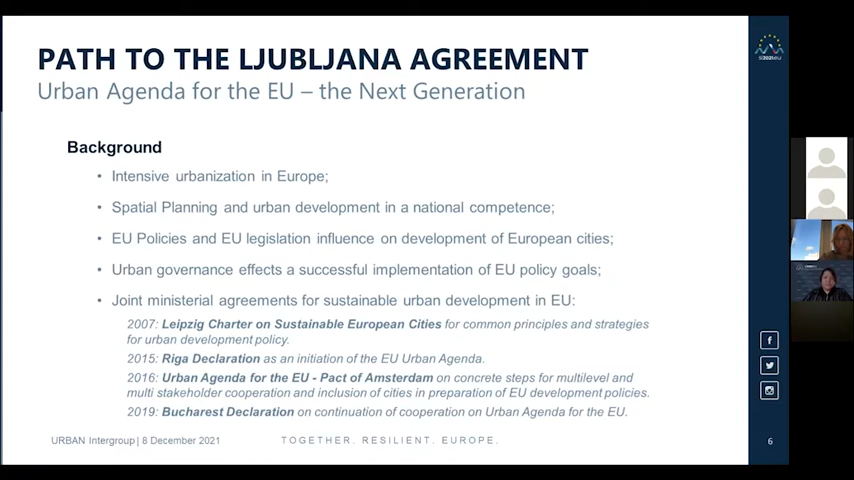 PATH TO THE LJUBLJANA AGREEMENT
Urban Agenda for the EU – the Next Generation
Background
• Intensive urbanization in Europe;
• Spatial Planning and urban development in a national competence;
• EU Policies and EU legislation influence on development of European cities;
• Urban governance effects a successful implementation of EU policy goals;
• Joint ministerial agreements for sustainable urban development in EU:
2007: Leipzig Charter on Sustainable European Cities for common principles and strategies
for urban development policy.
2015: Riga Declaration as an initiation of the EU Urban Agenda.
2016: Urban Agenda for the EU - Pact of Amsterdam on concrete steps for multilevel and
multi stakeholder cooperation and inclusion of cities in preparation of EU development policies.
2019: Bucharest Declaration on continuation of cooperation on Urban Agenda for the EU.
URBAN Intergroup | 8 December 2021
TOGETHER. RESILIENT. EUROPE.
6
si2021.eu